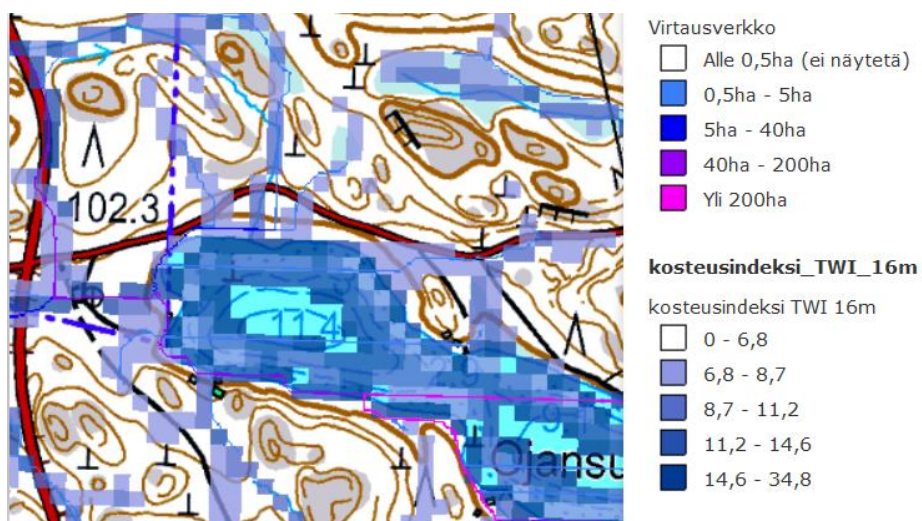 102.3
11.4
Ojansu
Virtausverkko
Alle 0,5ha (ei näytetä)
0,5ha - 5ha
5ha - 40ha
40ha - 200ha
Yli 200ha
kosteusindeksi_TWI_16m
kosteusindeksi TWI 16m
0 - 6,8
6,8 - 8,7
8,7 - 11,2
11,2 - 14,6
14,6 - 34,8